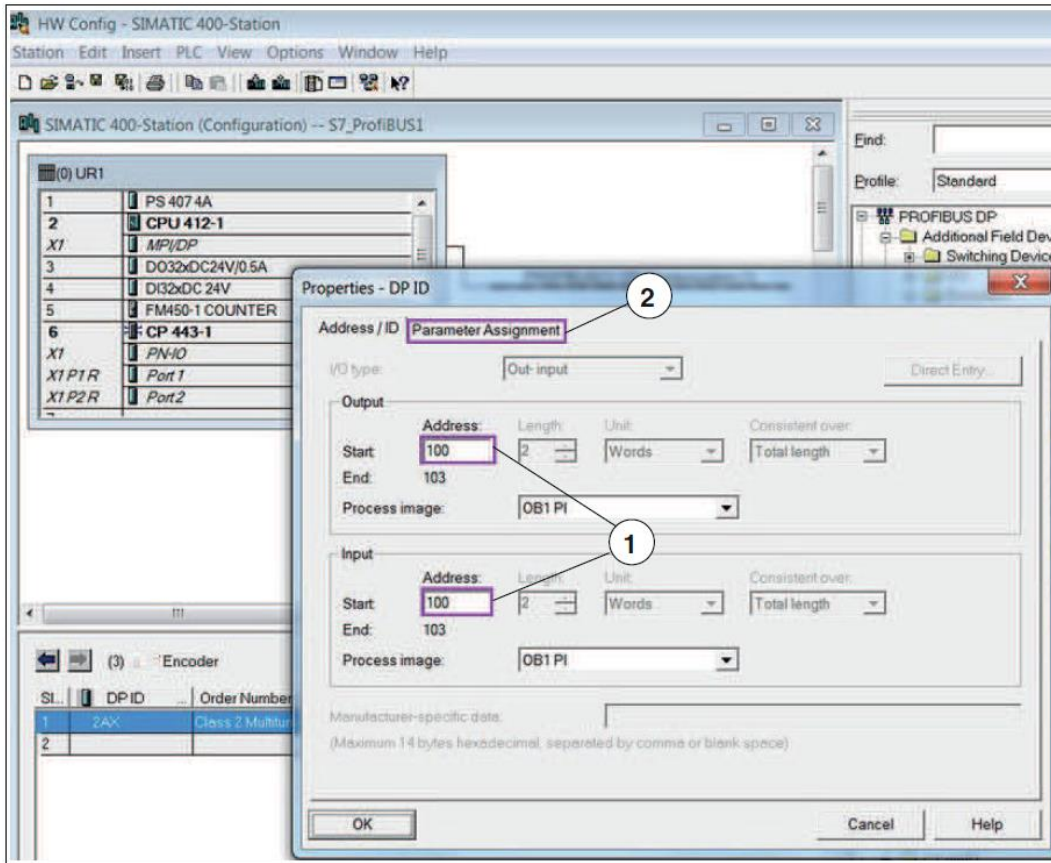 HW Config - SIMATIC 400-Station
Station Edit Insert PLC View Options Window Help
SIMATIC 400-Station (Configuration) -- S7_ProfiBUS1
Find:
Profile: Standard
PROFIBUS DP
Additional Field Dev
Switching Device
(0) UR1
1 PS 407 4A
2 CPU 412-1
X1 MPI/DP
3 DO32xDC24V/0.5A
4 DI32xDC 24V
5 FM450-1 COUNTER
6 CP 443-1
X1 PN-IO
X1 P1 R Port 1
X1 P2 R Port 2
Properties - DP ID
2
Address / ID Parameter Assignment
I/O type: Out- input Direct Entry...
Output
Address: Length: Unit: Consistent over:
Start: 100 2 Words Total length
End: 103
Process image: OB1 PI
1
Input
Address: Length: Unit: Consistent over:
Start: 100 2 Words Total length
End: 103
Process image: OB1 PI
Manufacturer-specific data:
(Maximum 14 bytes hexadecimal, separated by comma or blank space)
OK Cancel Help
(3) Encoder
Sl... DP ID ... Order Number
1 2AX Class 2 Multitur
2